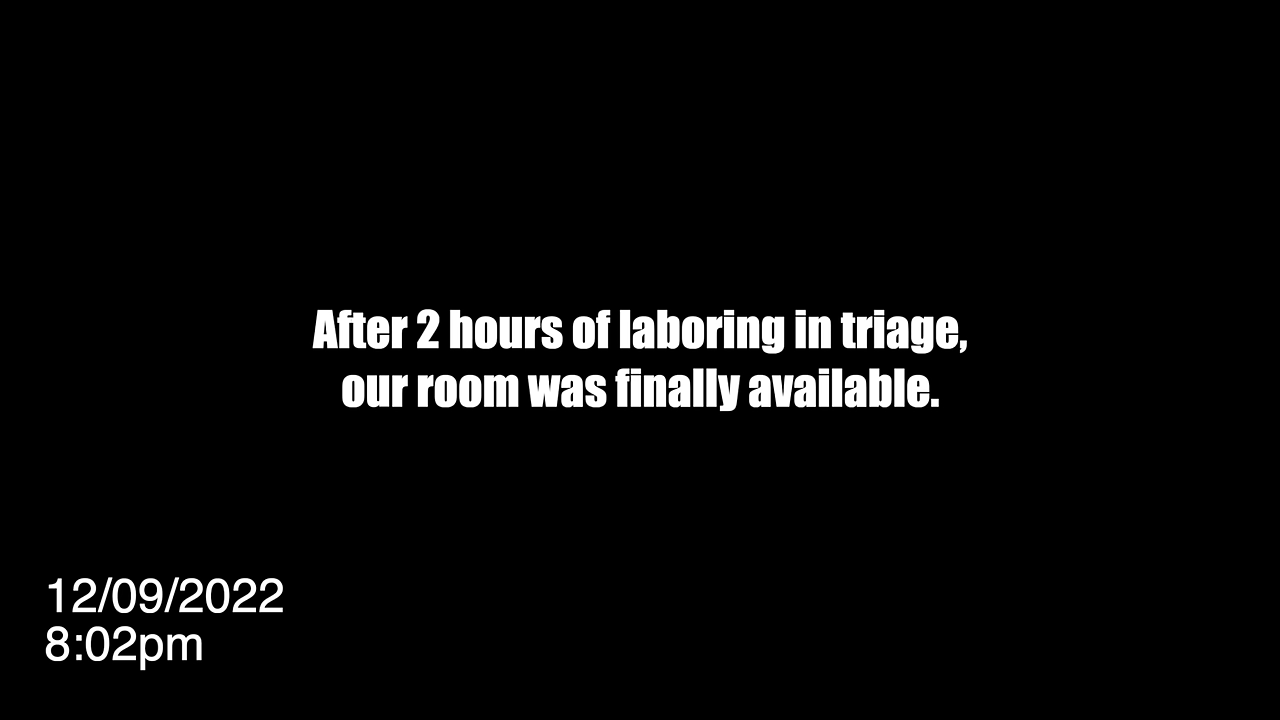 After 2 hours of laboring in triage,
our room was finally available.
12/09/2022
8:02pm